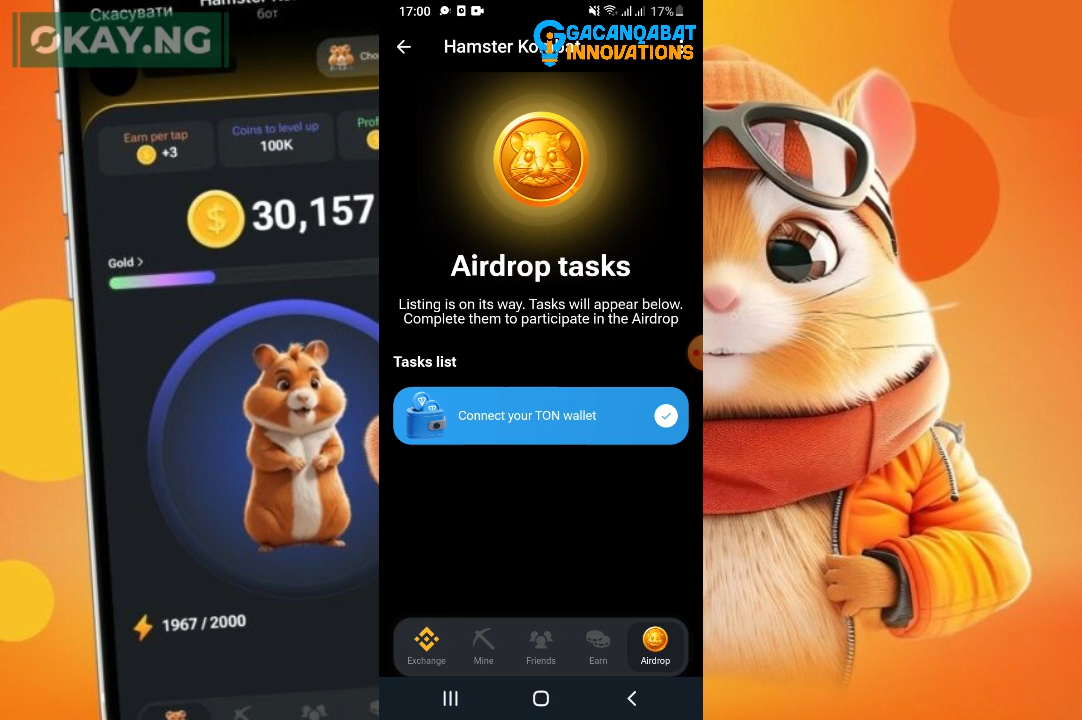 Скасувати
бот
OKAY.NG
Earn per tap
+3
Coins to level up
100K
30,157
Gold >
1967 / 2000
17:00
17%
Hamster Ko
GACANQABAT
INNOVATIONS
Airdrop tasks
Listing is on its way. Tasks will appear below.
Complete them to participate in the Airdrop
Tasks list
Connect your TON wallet
Exchange
Mine
Friends
Earn
Airdrop